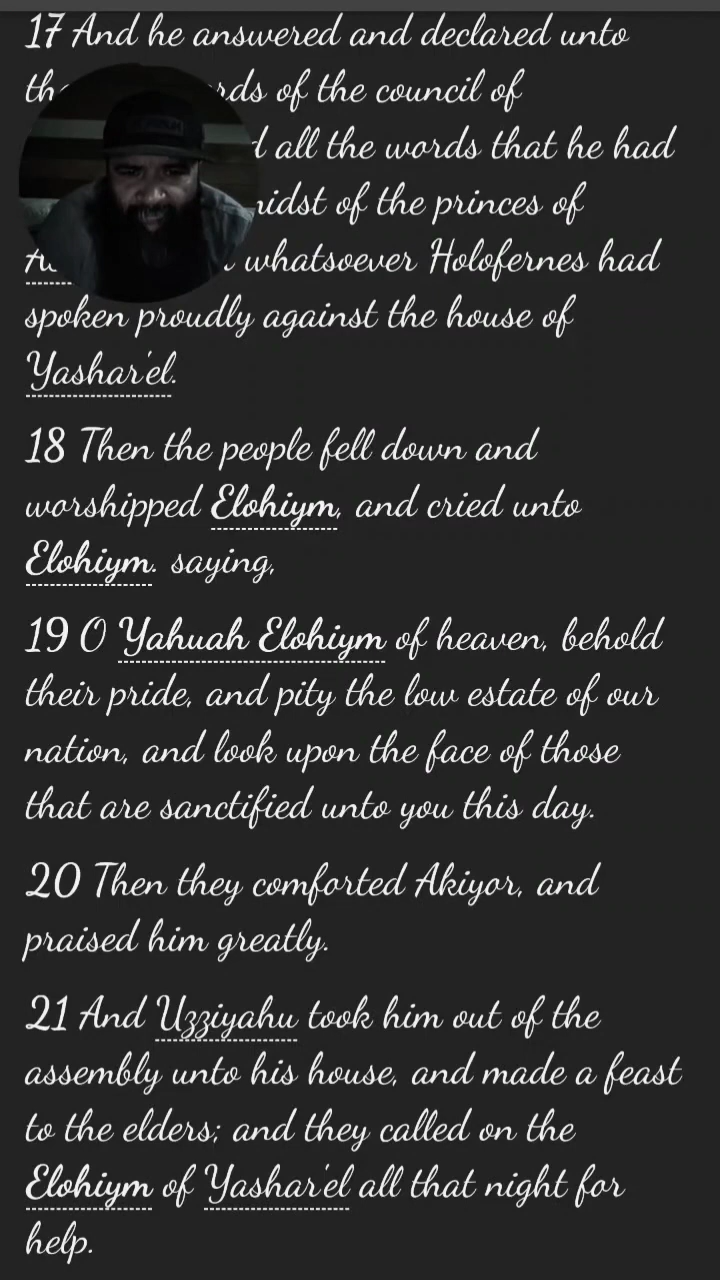 17 And he answered and declared unto
of the council of
all the words that he had
of the princes of
whatsoever Holofernes had
spoken proudly against the house of
Yashar'el.
18 Then the people fell down and
worshipped Elohiym, and cried unto
Elohiym. saying,
19 O Yahuah Elohiym of heaven, behold
their pride, and pity the low estate of our
nation, and look upon the face of those
that are sanctified unto you this day.
20 Then they comforted Akiyor, and
praised him greatly.
21 And Uzziyahu took him out of the
assembly unto his house, and made a feast
to the elders; and they called on the
Elohiym of Yashar'el all that night for
help.